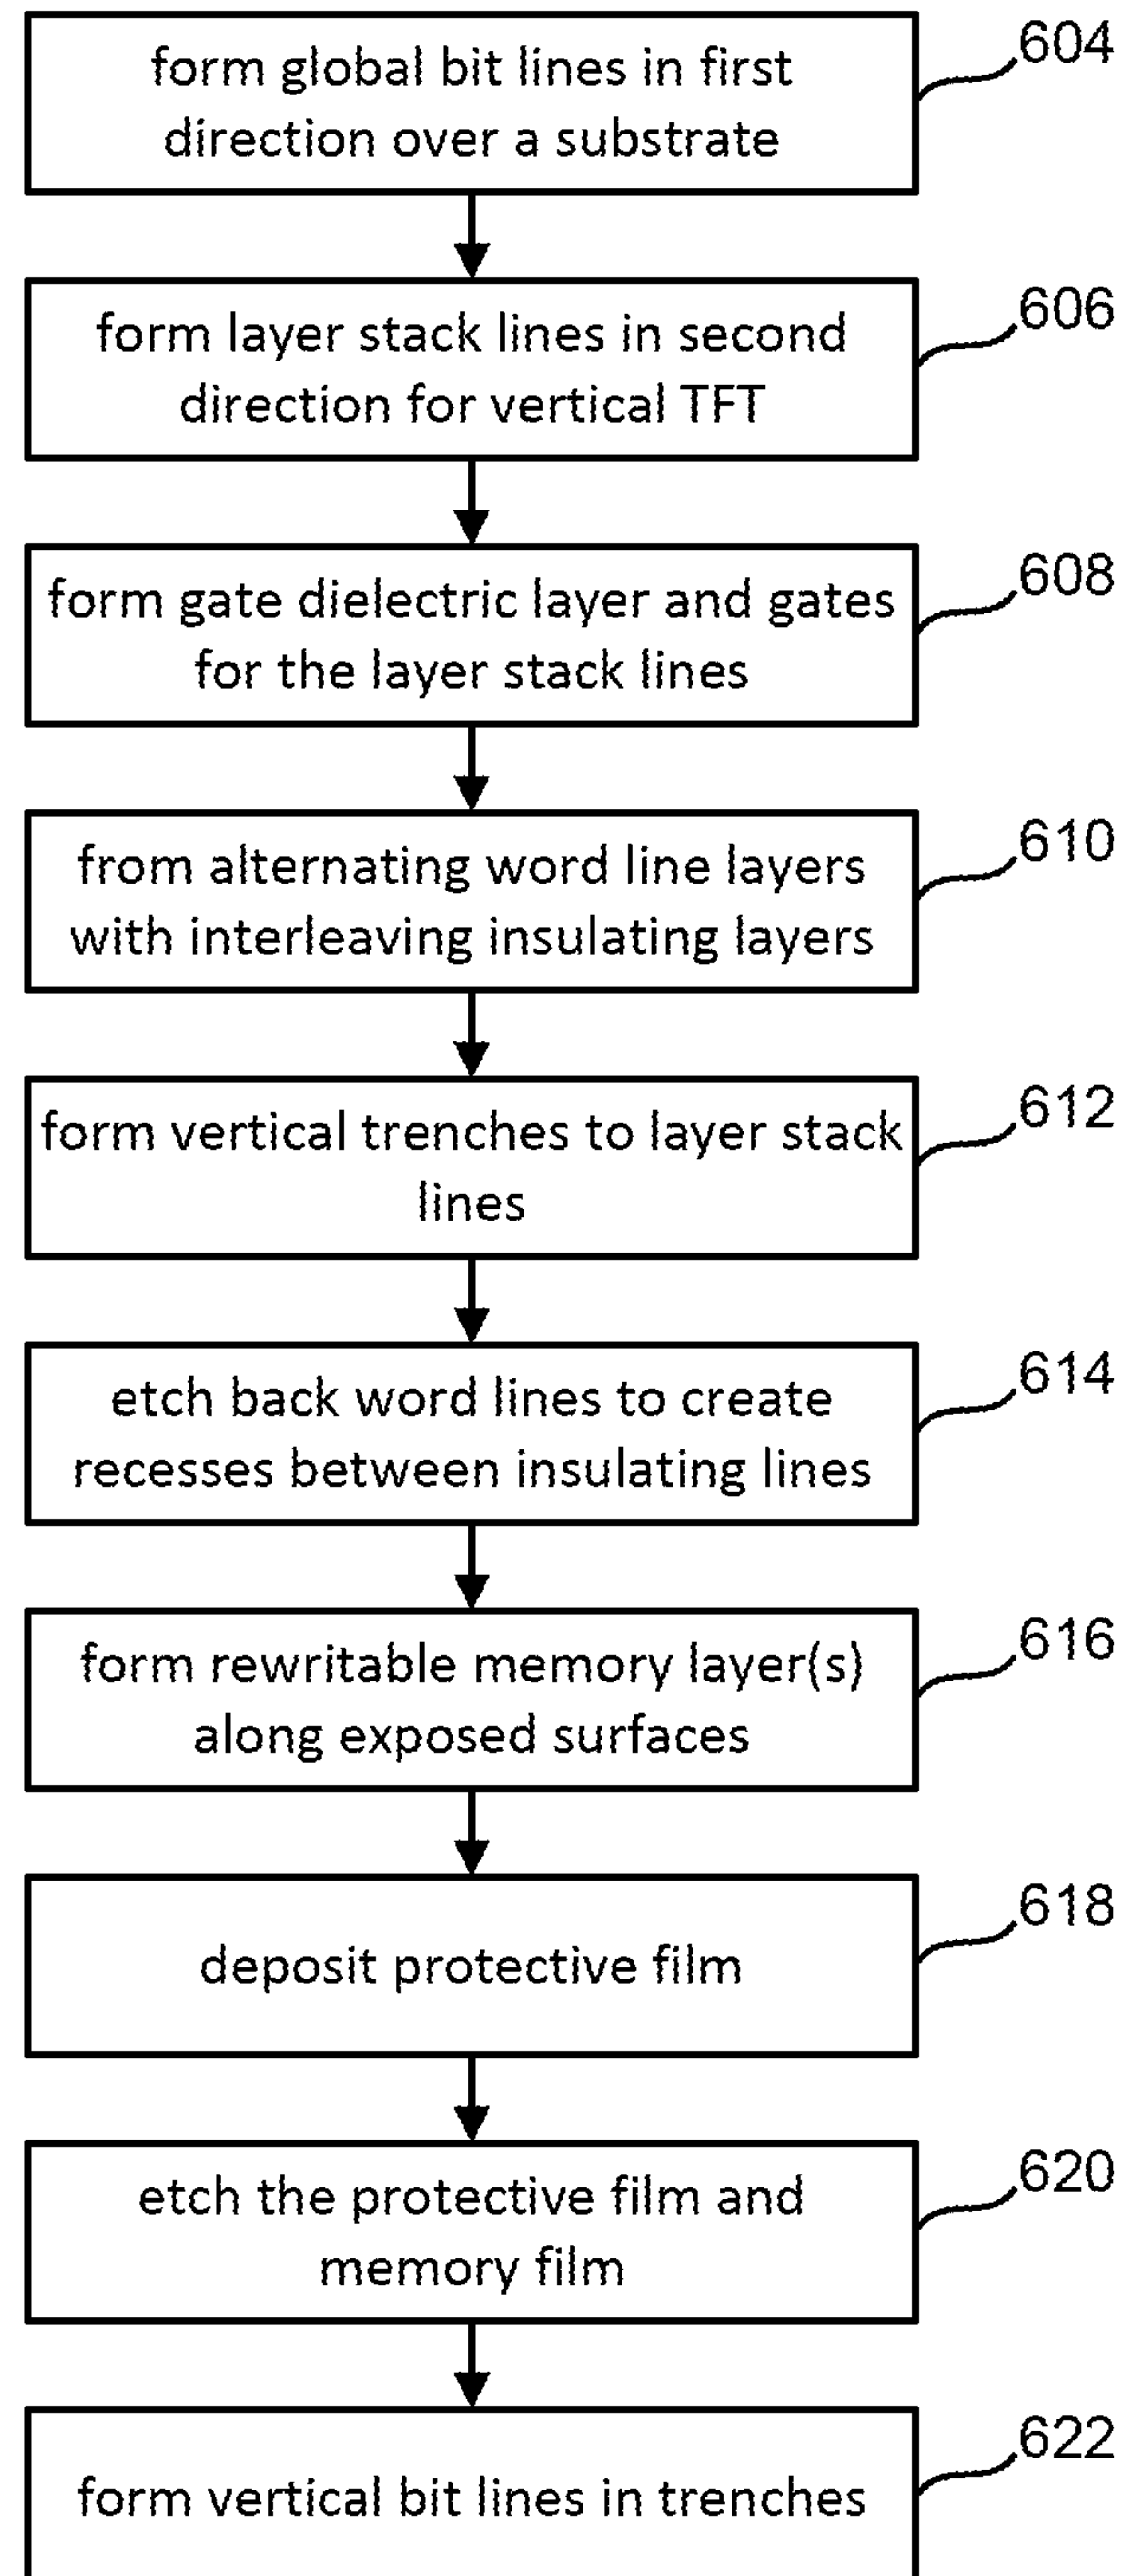 form global bit lines in first
direction over a substrate
604
form layer stack lines in second
direction for vertical TFT
606
form gate dielectric layer and gates
for the layer stack lines
608
from alternating word line layers
with interleaving insulating layers
610
form vertical trenches to layer stack
lines
612
etch back word lines to create
recesses between insulating lines
614
form rewritable memory layer(s)
along exposed surfaces
616
deposit protective film
618
etch the protective film and
memory film
620
form vertical bit lines in trenches
622